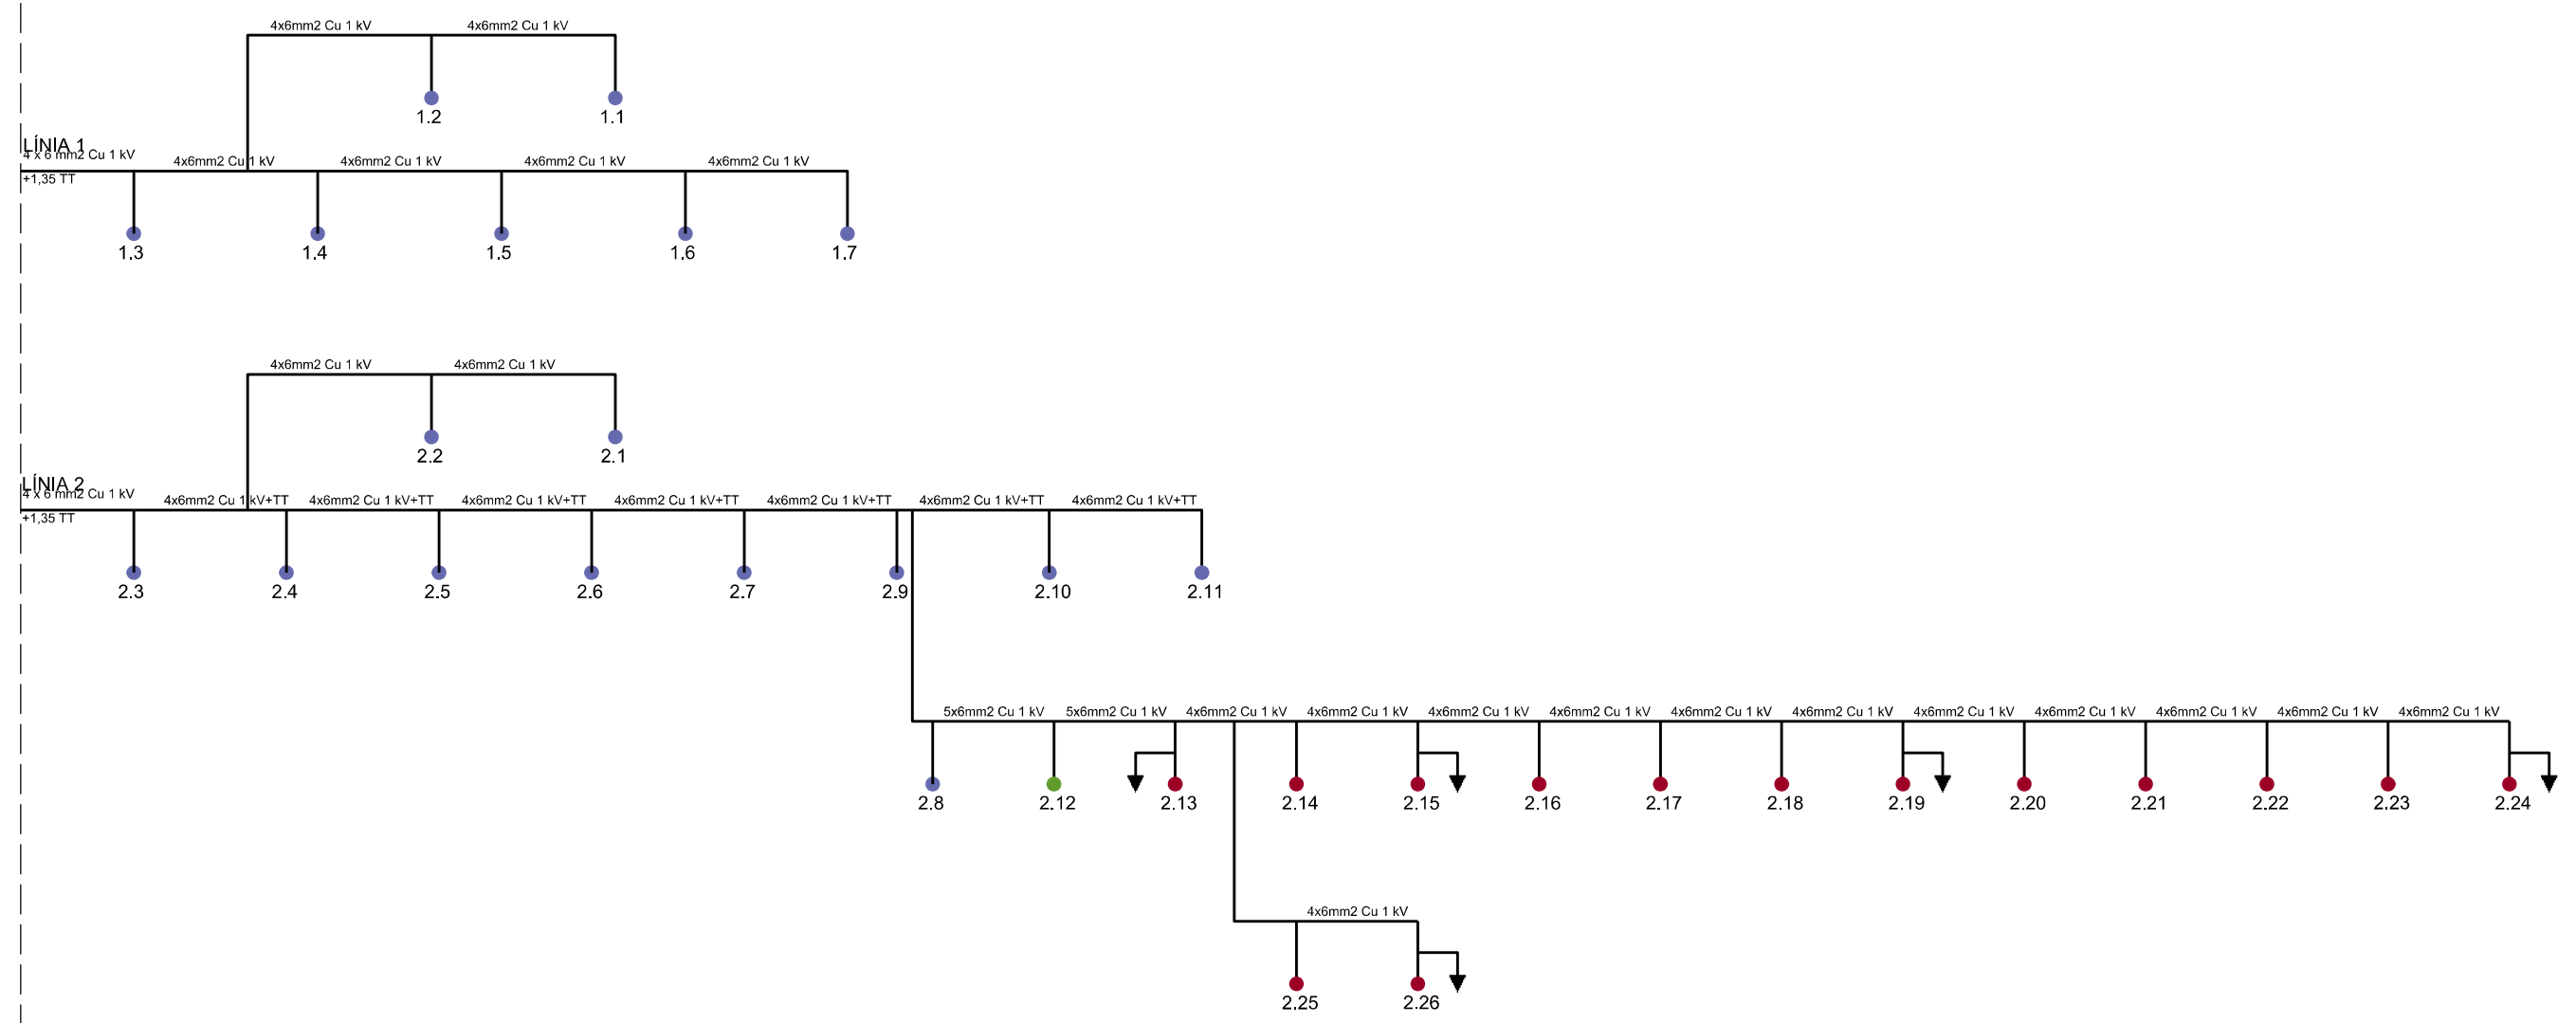 4x6mm2 Cu 1 kV 4x6mm2 Cu 1 kV
1.2 1.1
LÍNIA 1
4 x 6 mm2 Cu 1 kV 4x6mm2 Cu 1 kV 4x6mm2 Cu 1 kV 4x6mm2 Cu 1 kV 4x6mm2 Cu 1 kV
+1,35 TT
1.3 1.4 1.5 1.6 1.7
4x6mm2 Cu 1 kV 4x6mm2 Cu 1 kV
2.2 2.1
LÍNIA 2
4 x 6 mm2 Cu 1 kV 4x6mm2 Cu 1 kV+TT 4x6mm2 Cu 1 kV+TT 4x6mm2 Cu 1 kV+TT 4x6mm2 Cu 1 kV+TT 4x6mm2 Cu 1 kV+TT 4x6mm2 Cu 1 kV+TT 4x6mm2 Cu 1 kV+TT
+1,35 TT
2.3 2.4 2.5 2.6 2.7 2.9 2.10 2.11
5x6mm2 Cu 1 kV 5x6mm2 Cu 1 kV 4x6mm2 Cu 1 kV 4x6mm2 Cu 1 kV 4x6mm2 Cu 1 kV 4x6mm2 Cu 1 kV 4x6mm2 Cu 1 kV 4x6mm2 Cu 1 kV 4x6mm2 Cu 1 kV 4x6mm2 Cu 1 kV 4x6mm2 Cu 1 kV 4x6mm2 Cu 1 kV 4x6mm2 Cu 1 kV
2.8 2.12 2.13 2.14 2.15 2.16 2.17 2.18 2.19 2.20 2.21 2.22 2.23 2.24
4x6mm2 Cu 1 kV
2.25 2.26